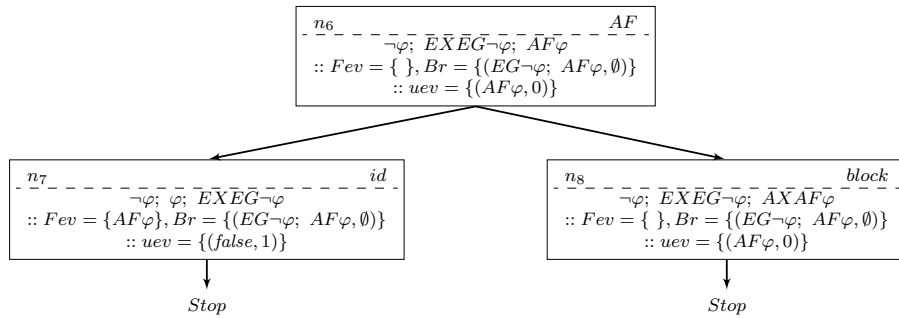 n₆ AF
¬φ; EXEG¬φ; AFφ
:: Fev = { }, Br = {(EG¬φ; AFφ, ∅)}
:: uev = {(AFφ, 0)}
n₇ id
¬φ; φ; EXEG¬φ
:: Fev = {AFφ}, Br = {(EG¬φ; AFφ, ∅)}
:: uev = {(false, 1)}
Stop
n₈ block
¬φ; EXEG¬φ; AXAFφ
:: Fev = { }, Br = {(EG¬φ; AFφ, ∅)}
:: uev = {(AFφ, 0)}
Stop